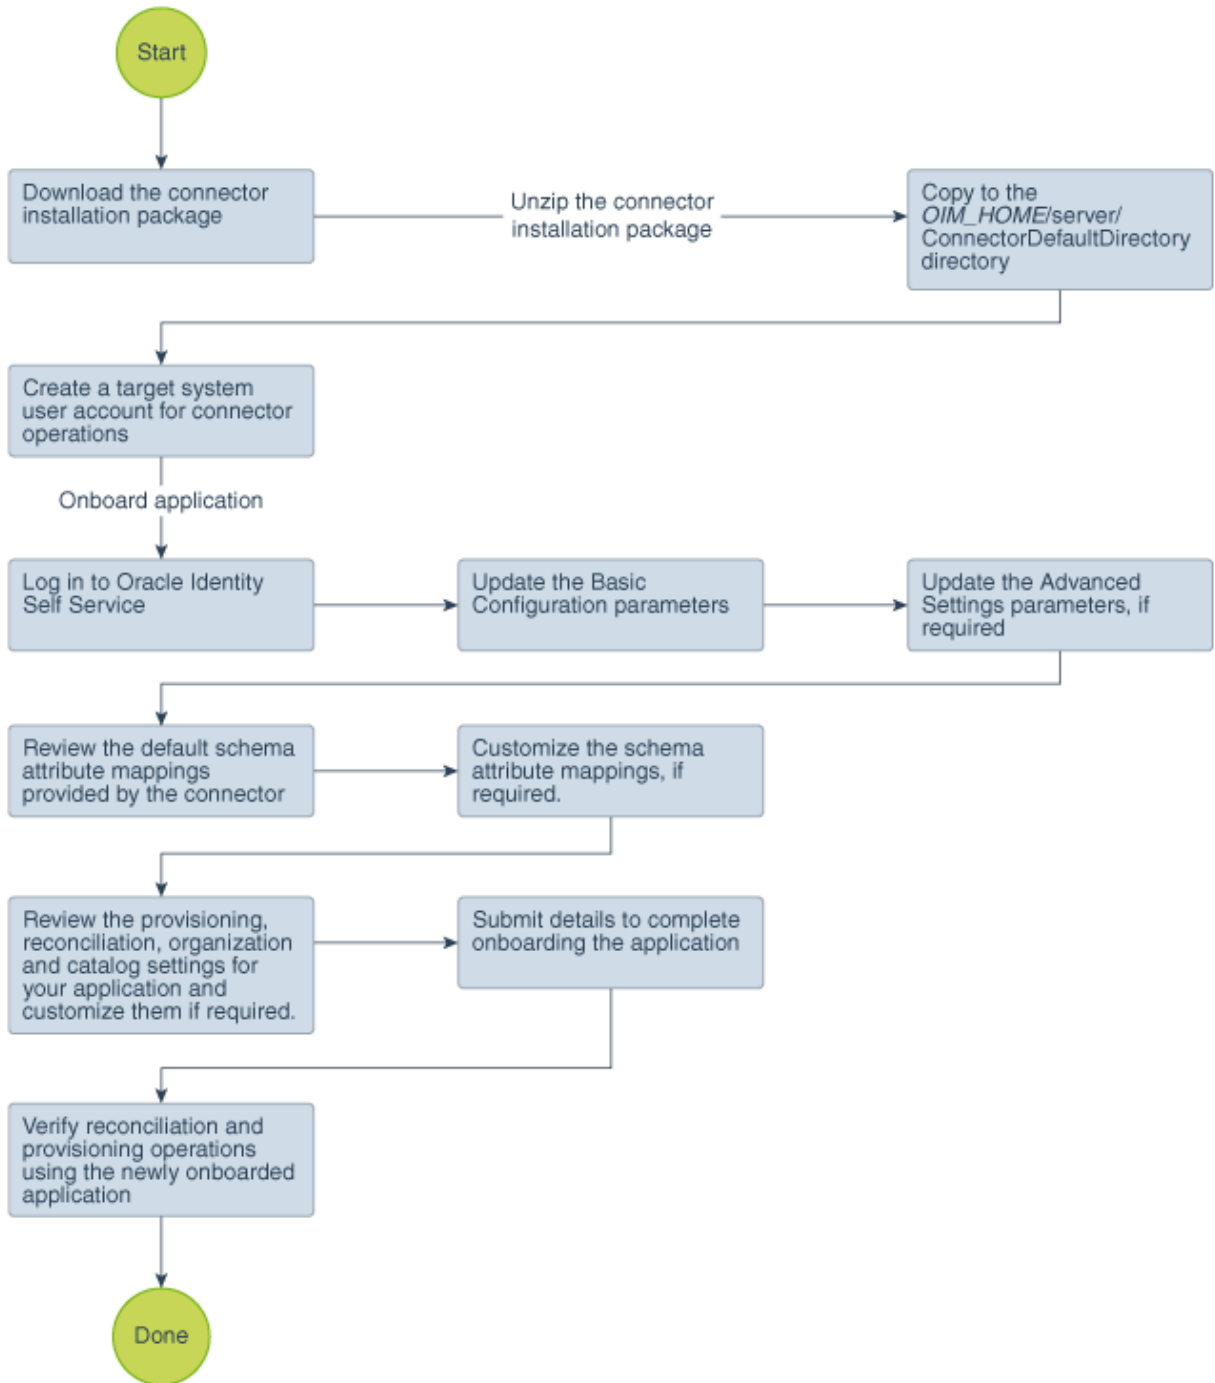 Start
Download the connector
installation package
Unzip the connector
installation package
Copy to the
OIM_HOME/server/
ConnectorDefaultDirectory
directory
Create a target system
user account for connector
operations
Onboard application
Log in to Oracle Identity
Self Service
Update the Basic
Configuration parameters
Update the Advanced
Settings parameters, if
required
Review the default schema
attribute mappings
provided by the connector
Customize the schema
attribute mappings, if
required.
Review the provisioning,
reconciliation, organization
and catalog settings for
your application and
customize them if required.
Submit details to complete
onboarding the application
Verify reconciliation and
provisioning operations
using the newly onboarded
application
Done